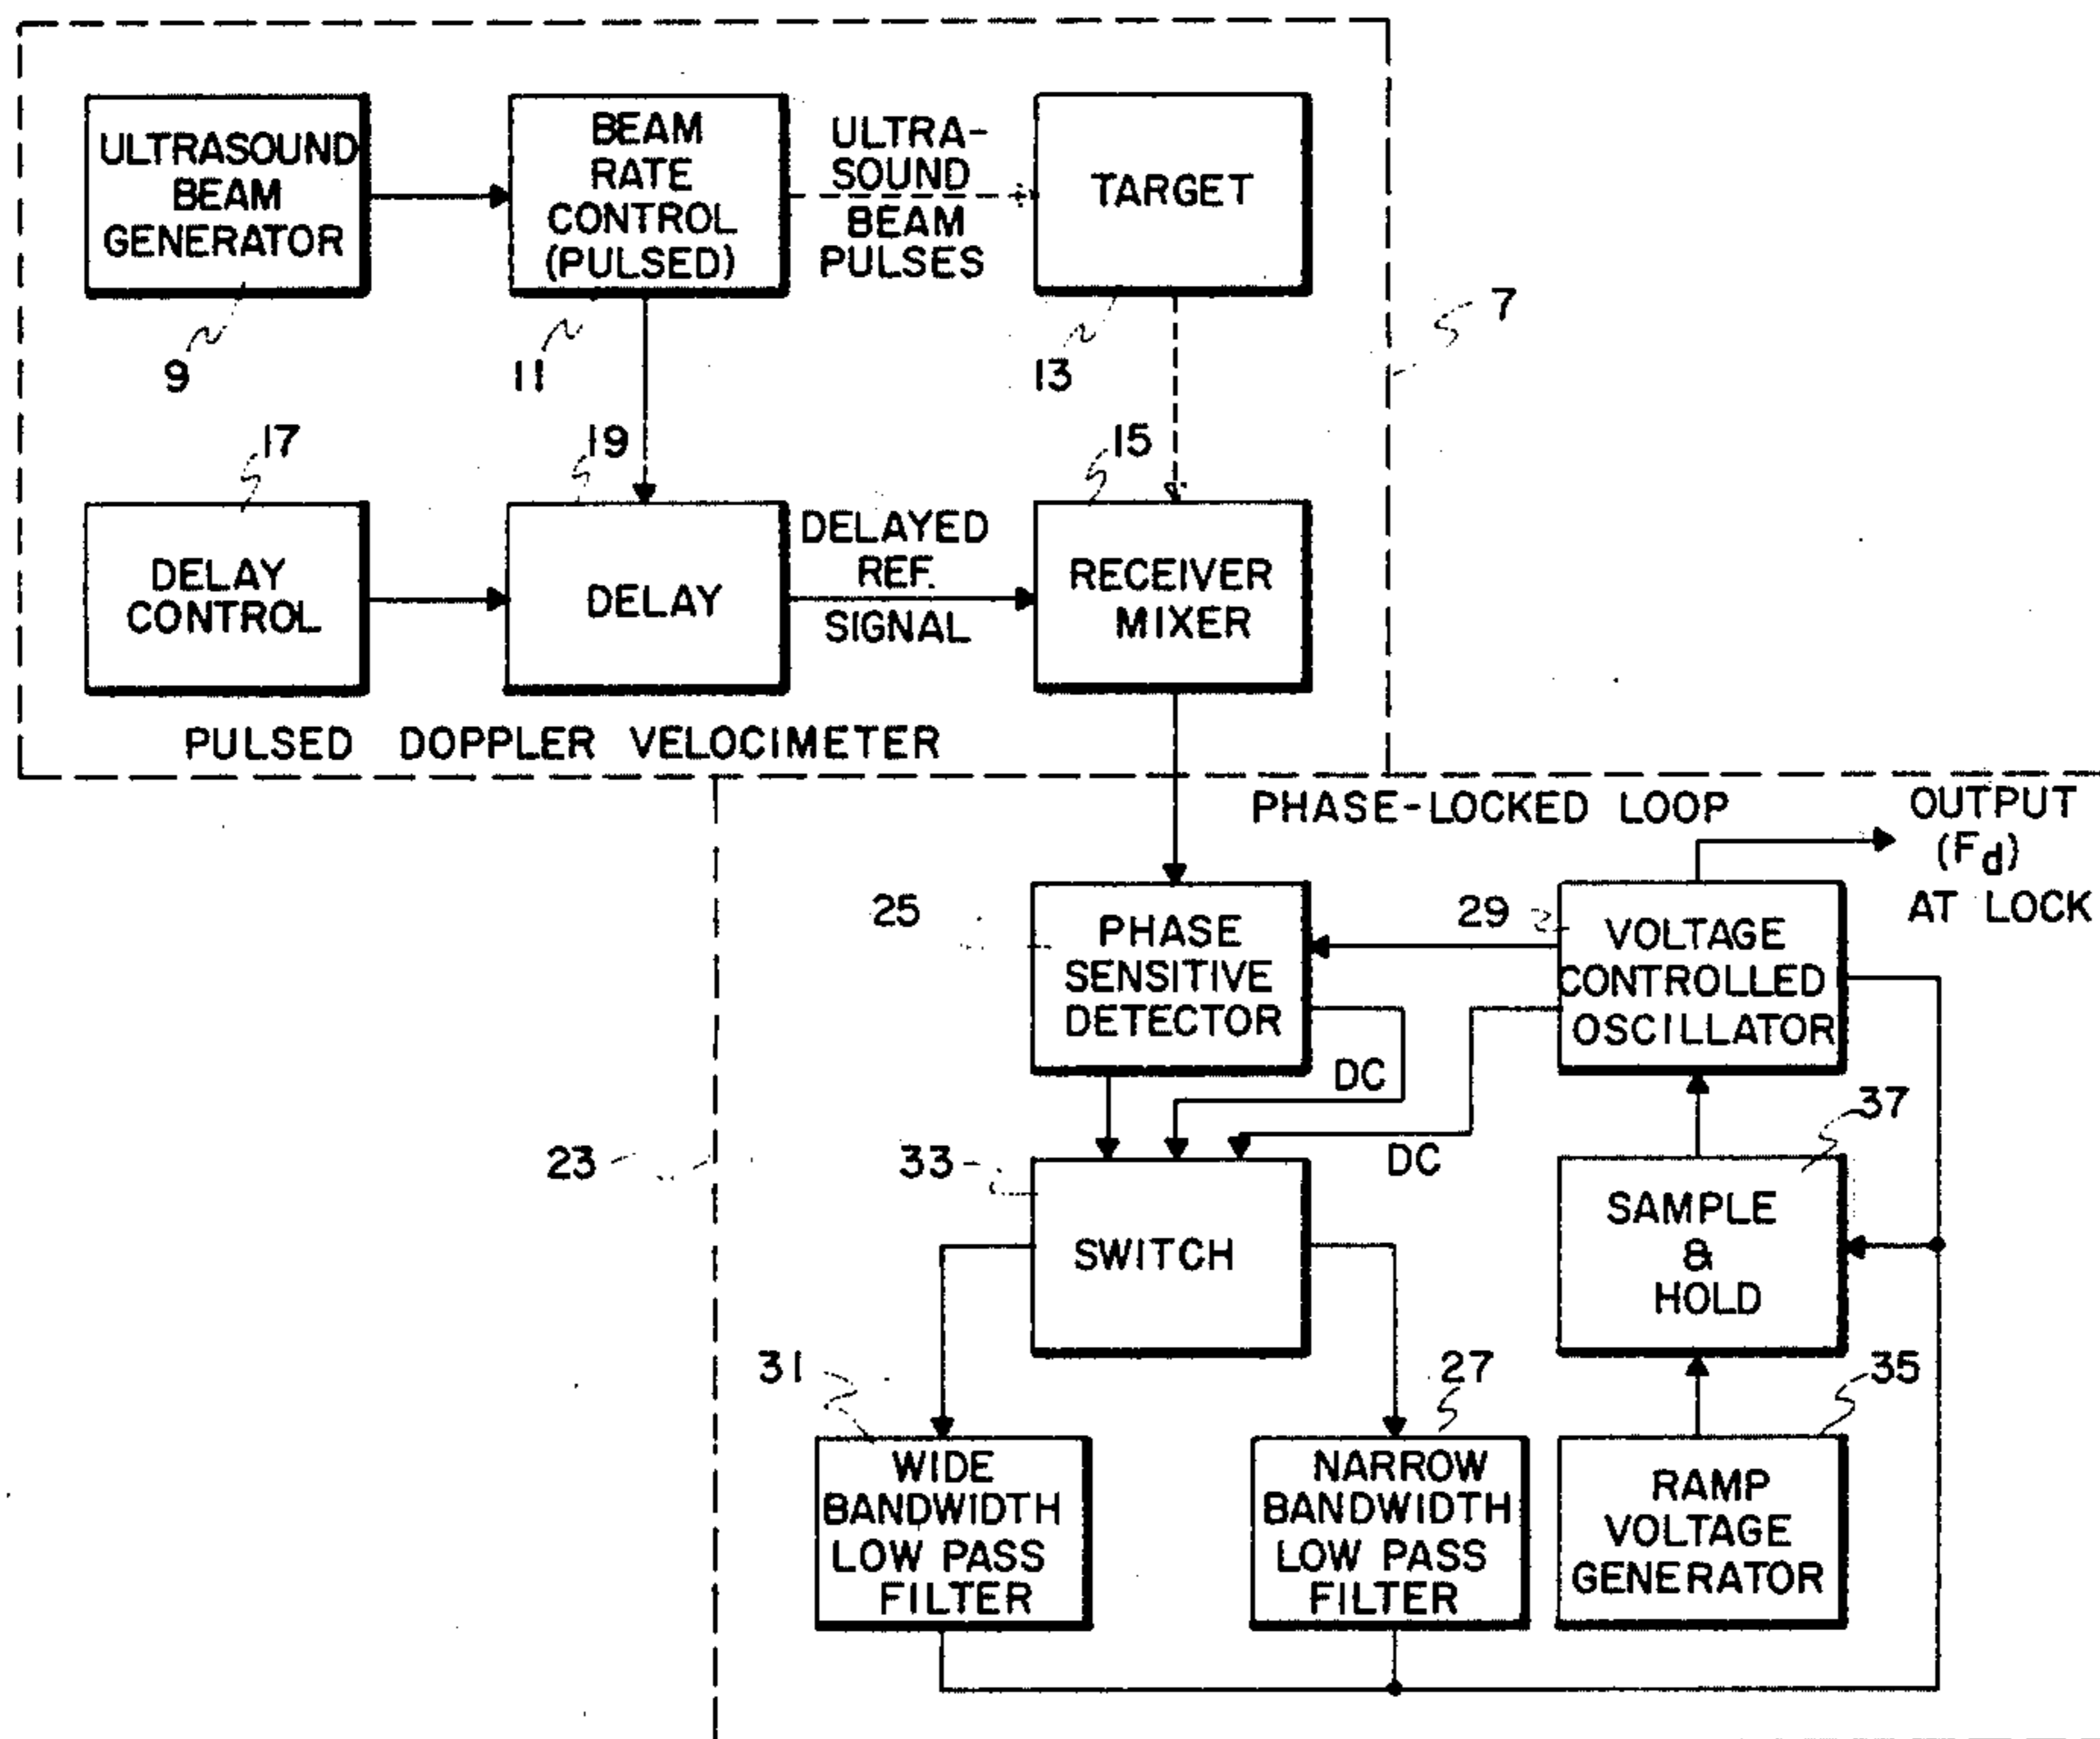 ULTRASOUND
BEAM
GENERATOR
9
BEAM
RATE
CONTROL
(PULSED)
11
ULTRA-
SOUND
BEAM
PULSES
TARGET
13
7
17
DELAY
CONTROL
19
DELAY
DELAYED
REF.
SIGNAL
15
RECEIVER
MIXER
PULSED DOPPLER VELOCIMETER
PHASE-LOCKED LOOP
OUTPUT
(Fd)
AT LOCK
25
PHASE
SENSITIVE
DETECTOR
29
VOLTAGE
CONTROLLED
OSCILLATOR
DC
DC
23
33
SWITCH
37
SAMPLE
&
HOLD
31
WIDE
BANDWIDTH
LOW PASS
FILTER
27
NARROW
BANDWIDTH
LOW PASS
FILTER
35
RAMP
VOLTAGE
GENERATOR